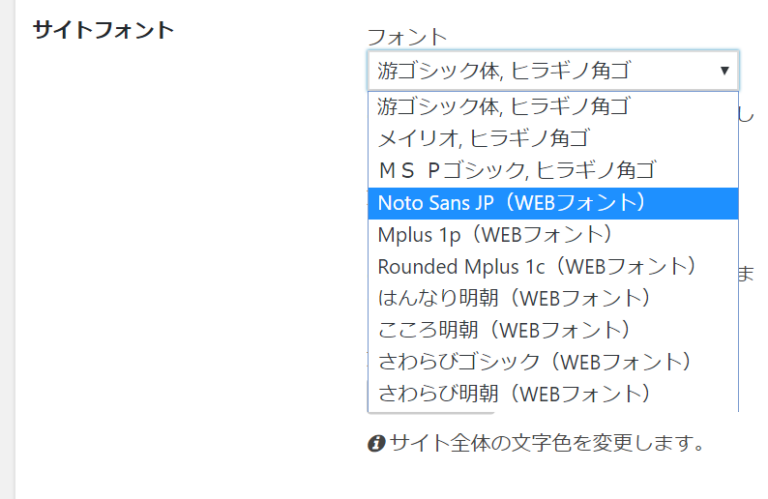 サイトフォント
フォント
游ゴシック体, ヒラギノ角ゴ
游ゴシック体, ヒラギノ角ゴ
し
メイリオ, ヒラギノ角ゴ
ＭＳ Ｐゴシック, ヒラギノ角ゴ
Noto Sans JP（WEBフォント）
Mplus 1p（WEBフォント）
Rounded Mplus 1c（WEBフォント）
ま
はんなり明朝（WEBフォント）
こころ明朝（WEBフォント）
さわらびゴシック（WEBフォント）
さわらび明朝（WEBフォント）
サイト全体の文字色を変更します。